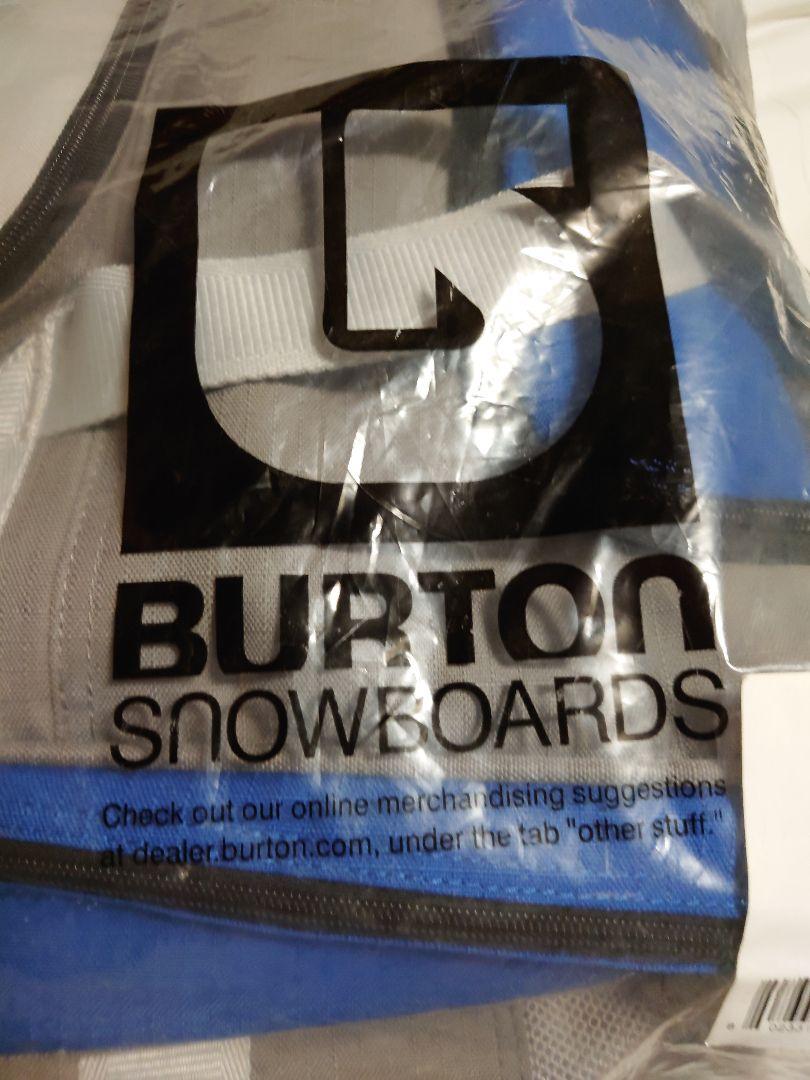 BURTON
SNOWBOARDS
Check out our online merchandising suggestions
at dealer.burton.com, under the tab "other stuff."